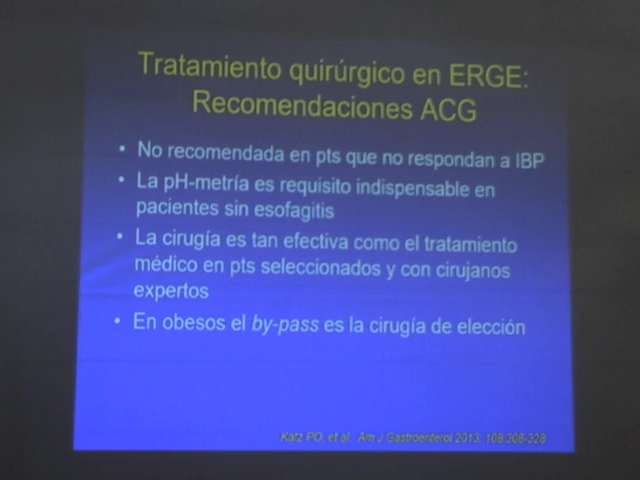 Tratamiento quirúrgico en ERGE:
Recomendaciones ACG
• No recomendada en pts que no respondan a IBP
• La pH-metría es requisito indispensable en
pacientes sin esofagitis
• La cirugía es tan efectiva como el tratamiento
médico en pts seleccionados y con cirujanos
expertos
• En obesos el by-pass es la cirugía de elección
Katz PO, et al. Am J Gastroenterol 2013; 108:308-328